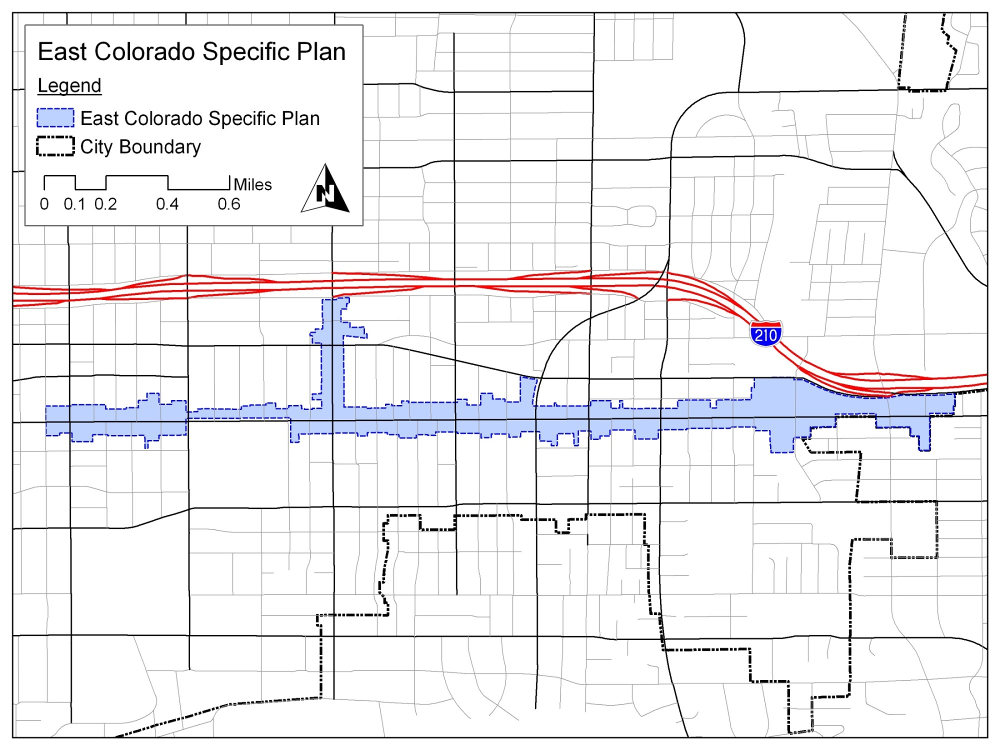 East Colorado Specific Plan
Legend
East Colorado Specific Plan
City Boundary
Miles
0 0.1 0.2 0.4 0.6
N
210